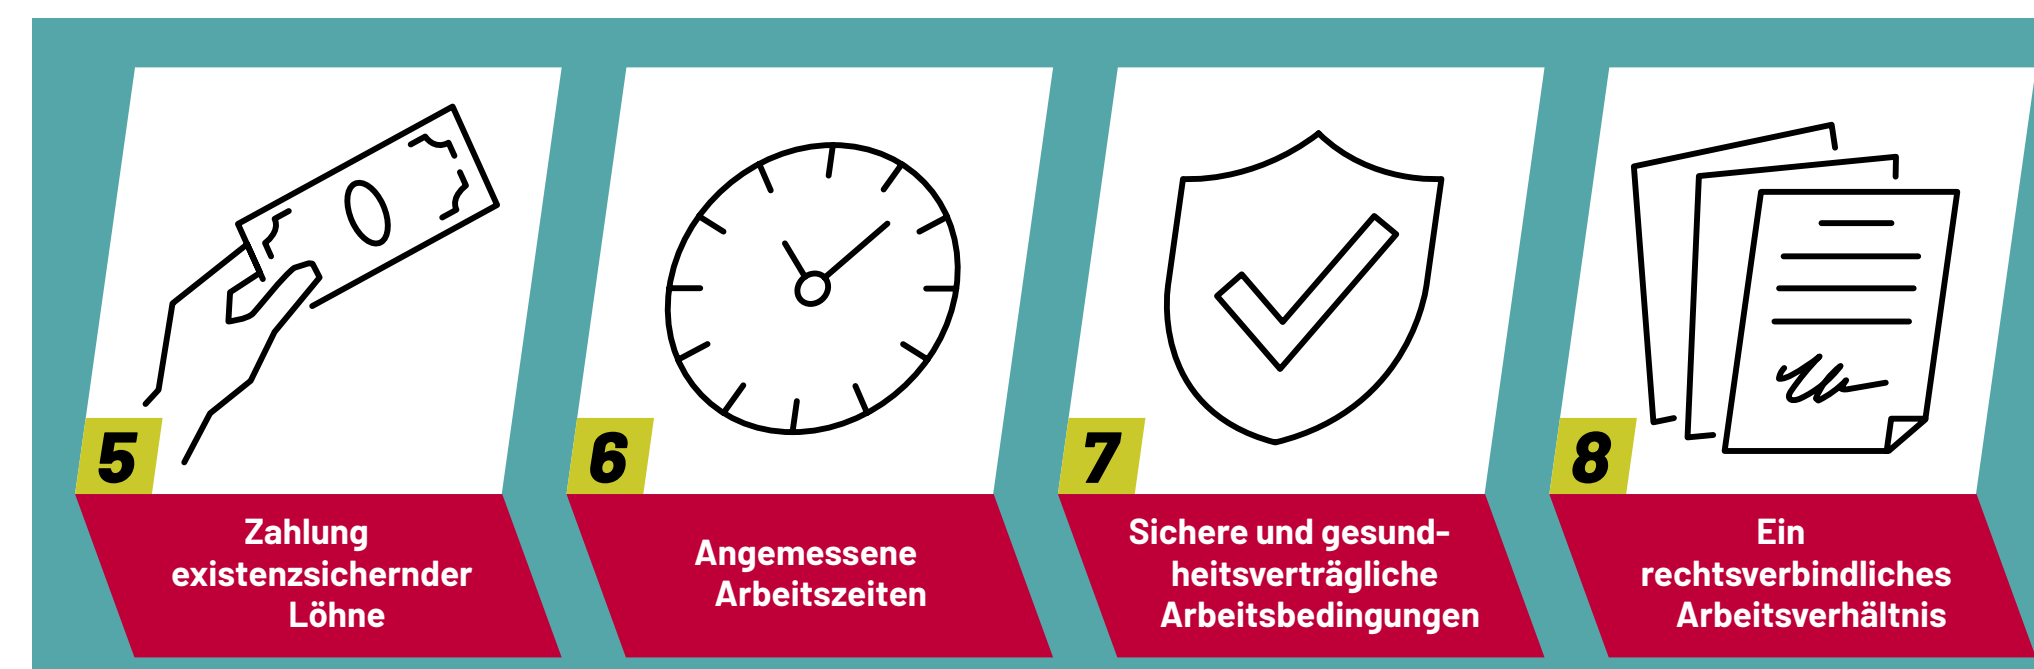 5
Zahlung
existenzsichernder
Löhne
6
Angemessene
Arbeitszeiten
7
Sichere und gesund-
heitsverträgliche
Arbeitsbedingungen
8
Ein
rechtsverbindliches
Arbeitsverhältnis